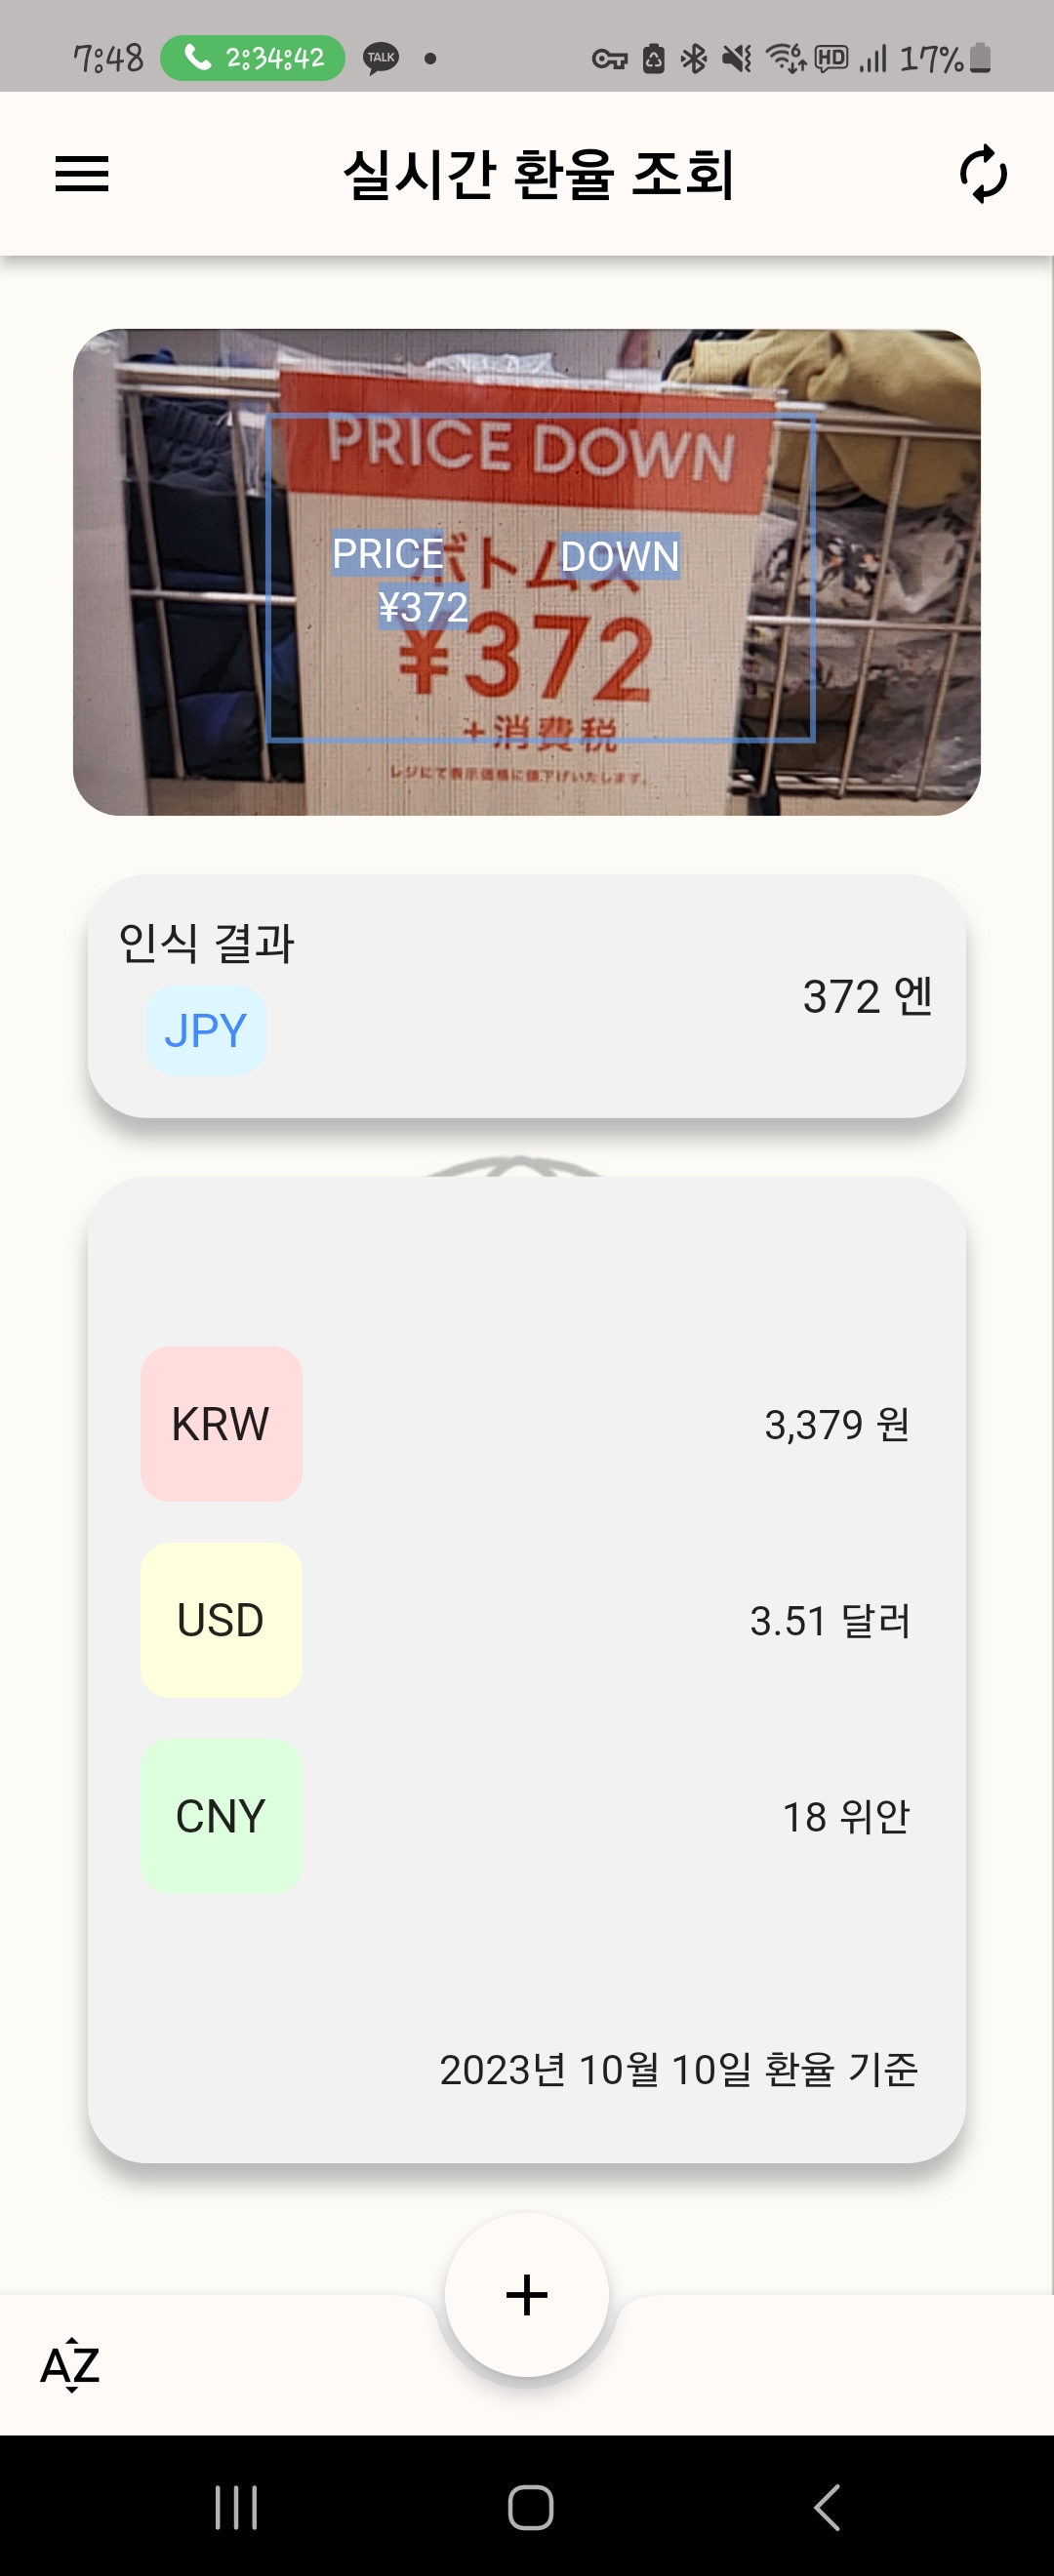 7:48 2:34:42 TALK 6 HD 17%
실시간 환율 조회
PRICE DOWN
ボトムス
PRICE DOWN
¥372
¥372
+消費税
レジにて表示価格に値下げいたします。
인식 결과
JPY
372 엔
KRW 3,379 원
USD 3.51 달러
CNY 18 위안
2023년 10월 10일 환율 기준
AZ